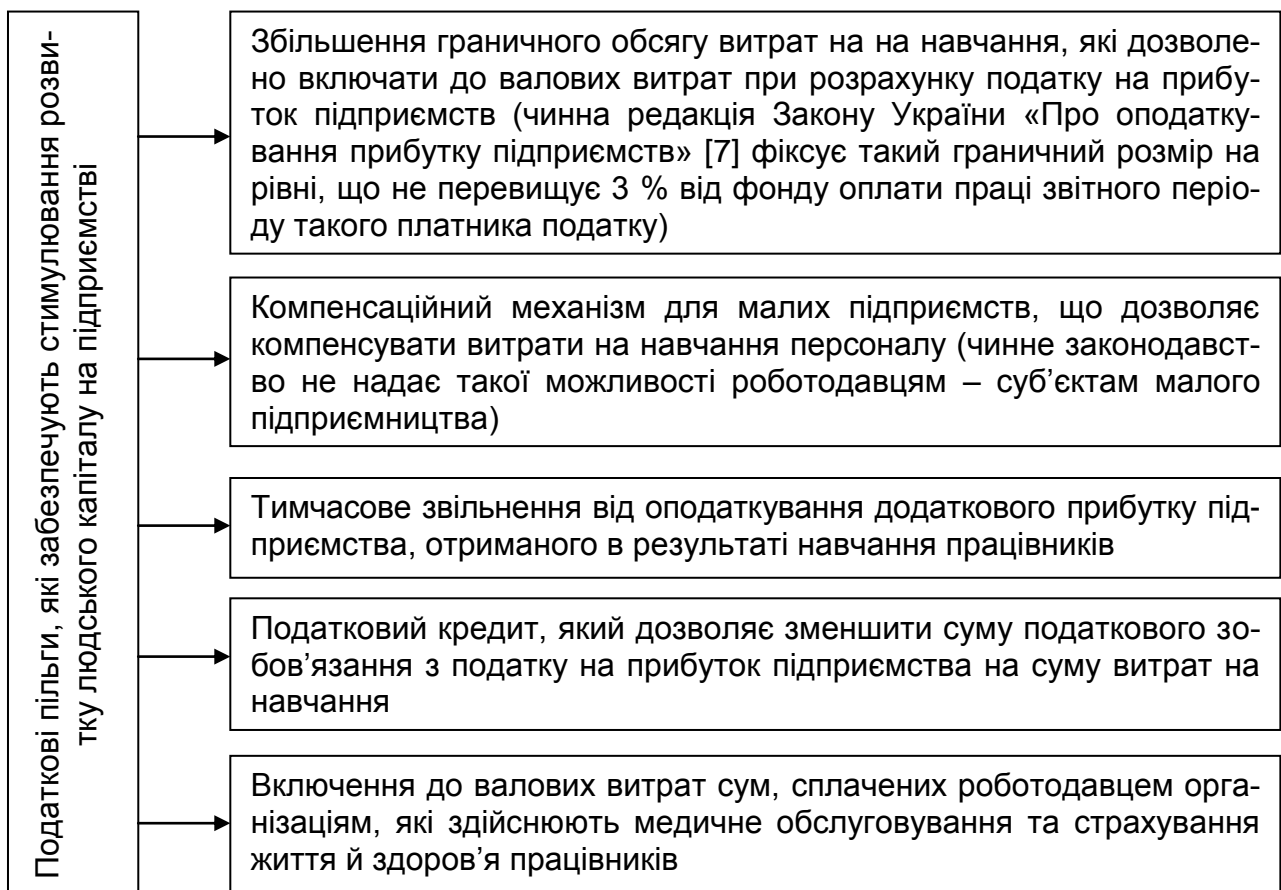 Податкові пільги, які забезпечують стимулювання розви-
тку людського капіталу на підприємстві
Збільшення граничного обсягу витрат на на навчання, які дозволе-
но включати до валових витрат при розрахунку податку на прибу-
ток підприємств (чинна редакція Закону України «Про оподатку-
вання прибутку підприємств» [7] фіксує такий граничний розмір на
рівні, що не перевищує 3 % від фонду оплати праці звітного періо-
ду такого платника податку)
Компенсаційний механізм для малих підприємств, що дозволяє
компенсувати витрати на навчання персоналу (чинне законодавст-
во не надає такої можливості роботодавцям – суб’єктам малого
підприємництва)
Тимчасове звільнення від оподаткування додаткового прибутку під-
приємства, отриманого в результаті навчання працівників
Податковий кредит, який дозволяє зменшити суму податкового зо-
бов’язання з податку на прибуток підприємства на суму витрат на
навчання
Включення до валових витрат сум, сплачених роботодавцем орга-
нізаціям, які здійснюють медичне обслуговування та страхування
життя й здоров’я працівників